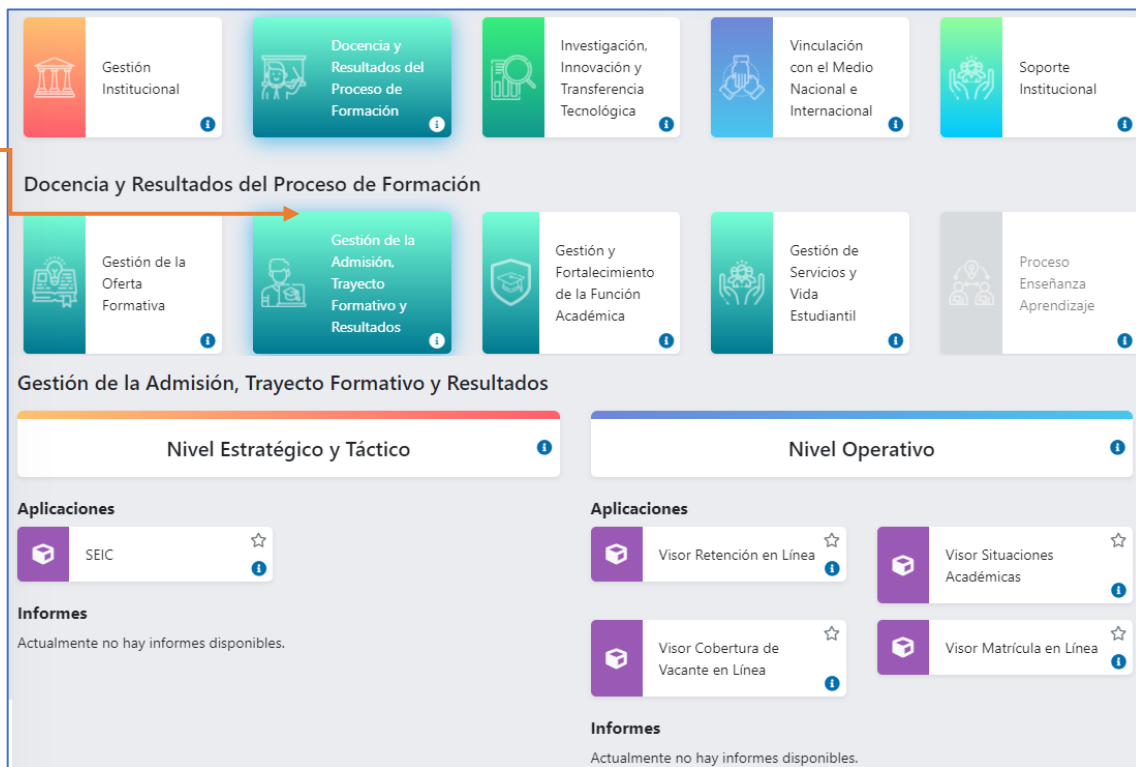 Gestión
Institucional
Docencia y
Resultados del
Proceso de
Formación
Investigación,
Innovación y
Transferencia
Tecnológica
Vinculación
con el Medio
Nacional e
Internacional
Soporte
Institucional
Docencia y Resultados del Proceso de Formación
Gestión de la
Oferta
Formativa
Gestión de la
Admisión,
Trayecto
Formativo y
Resultados
Gestión y
Fortalecimiento
de la Función
Académica
Gestión de
Servicios y
Vida
Estudiantil
Proceso
Enseñanza
Aprendizaje
Gestión de la Admisión, Trayecto Formativo y Resultados
Nivel Estratégico y Táctico
Aplicaciones
SEIC
Informes
Actualmente no hay informes disponibles.
Nivel Operativo
Aplicaciones
Visor Retención en Línea
Visor Situaciones
Académicas
Visor Cobertura de
Vacante en Línea
Visor Matrícula en Línea
Informes
Actualmente no hay informes disponibles.